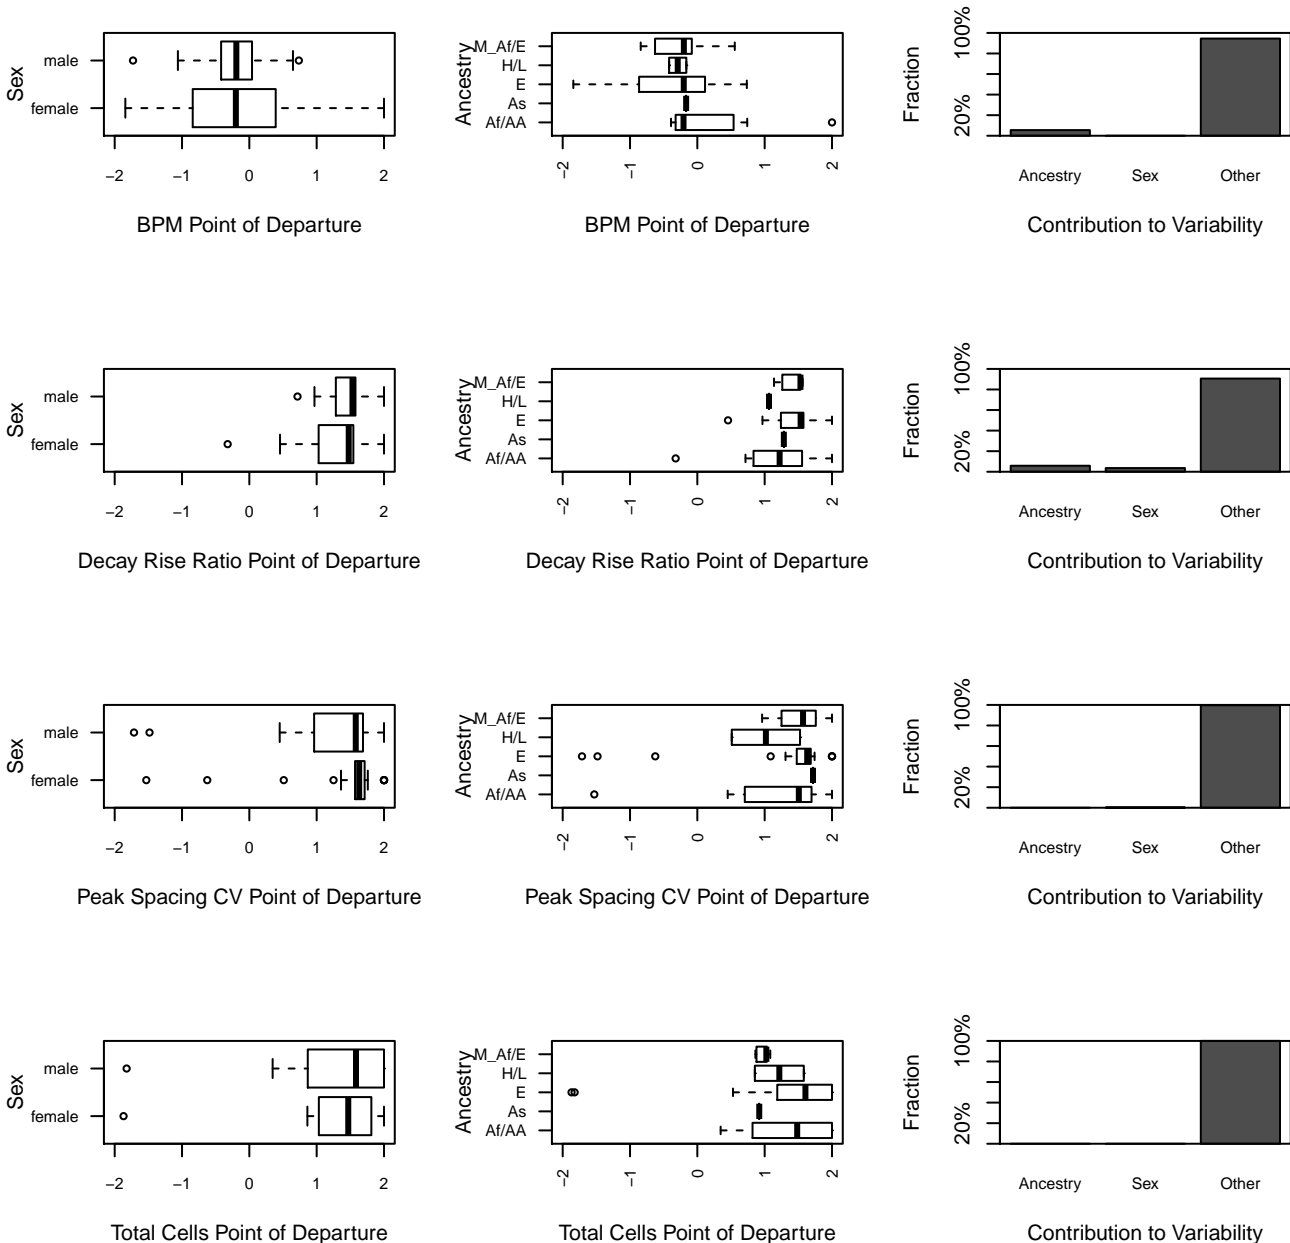 Sex
male
female
−2 −1 0 1 2
BPM Point of Departure
Ancestry
M_Af/E
H/L
E
As
Af/AA
−2 −1 0 1 2
BPM Point of Departure
Fraction
100%
20%
Ancestry Sex Other
Contribution to Variability
Sex
male
female
−2 −1 0 1 2
Decay Rise Ratio Point of Departure
Ancestry
M_Af/E
H/L
E
As
Af/AA
−2 −1 0 1 2
Decay Rise Ratio Point of Departure
Fraction
100%
20%
Ancestry Sex Other
Contribution to Variability
Sex
male
female
−2 −1 0 1 2
Peak Spacing CV Point of Departure
Ancestry
M_Af/E
H/L
E
As
Af/AA
−2 −1 0 1 2
Peak Spacing CV Point of Departure
Fraction
100%
20%
Ancestry Sex Other
Contribution to Variability
Sex
male
female
−2 −1 0 1 2
Total Cells Point of Departure
Ancestry
M_Af/E
H/L
E
As
Af/AA
−2 −1 0 1 2
Total Cells Point of Departure
Fraction
100%
20%
Ancestry Sex Other
Contribution to Variability